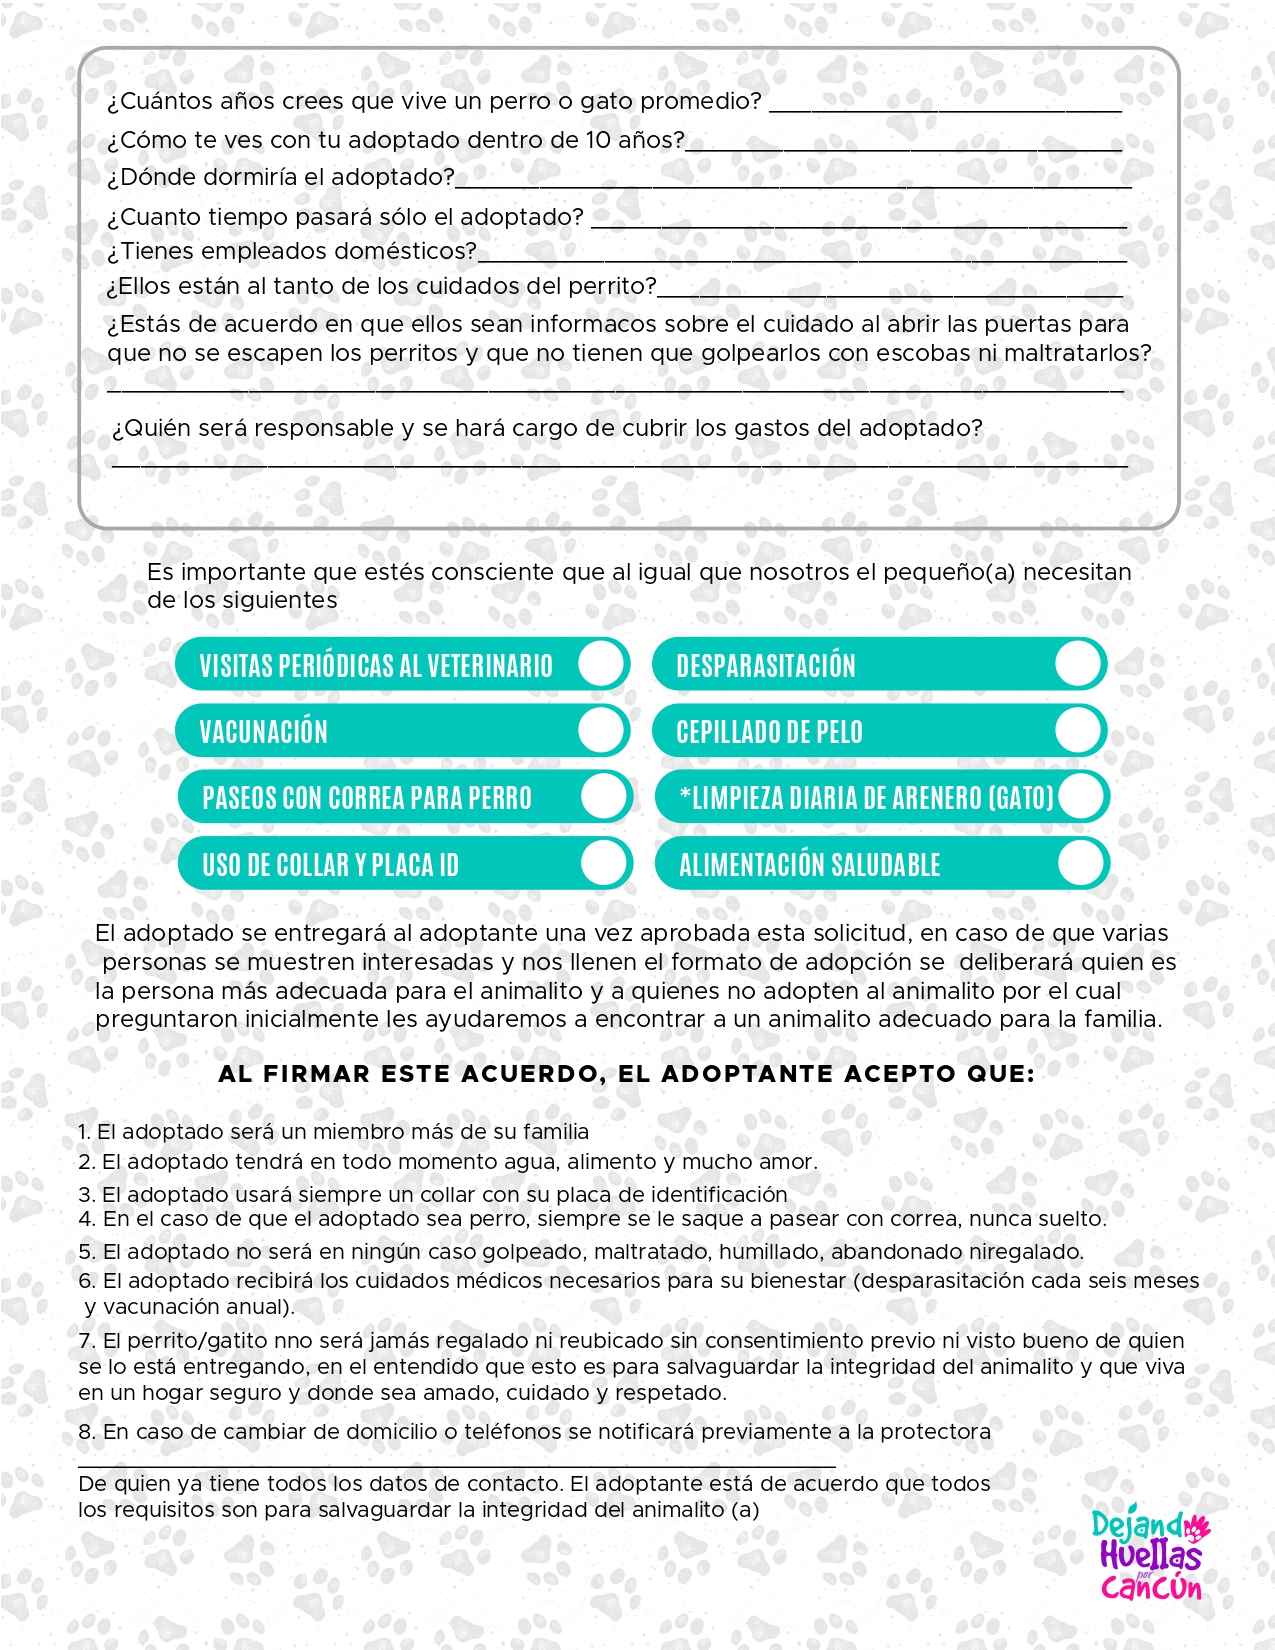 ¿Cuántos años crees que vive un perro o gato promedio? ____________________
¿Cómo te ves con tu adoptado dentro de 10 años?____________________
¿Dónde dormiría el adoptado?____________________
¿Cuanto tiempo pasará sólo el adoptado? ____________________
¿Tienes empleados domésticos?____________________
¿Ellos están al tanto de los cuidados del perrito?____________________
¿Estás de acuerdo en que ellos sean informacos sobre el cuidado al abrir las puertas para
que no se escapen los perritos y que no tienen que golpearlos con escobas ni maltratarlos?
____________________
¿Quién será responsable y se hará cargo de cubrir los gastos del adoptado?
____________________
Es importante que estés consciente que al igual que nosotros el pequeño(a) necesitan
de los siguientes
VISITAS PERIÓDICAS AL VETERINARIO
DESPARASITACIÓN
VACUNACIÓN
CEPILLADO DE PELO
PASEOS CON CORREA PARA PERRO
*LIMPIEZA DIARIA DE ARENERO (GATO)
USO DE COLLAR Y PLACA ID
ALIMENTACIÓN SALUDABLE
El adoptado se entregará al adoptante una vez aprobada esta solicitud, en caso de que varias
personas se muestren interesadas y nos llenen el formato de adopción se  deliberará quien es
la persona más adecuada para el animalito y a quienes no adopten al animalito por el cual
preguntaron inicialmente les ayudaremos a encontrar a un animalito adecuado para la familia.
AL FIRMAR ESTE ACUERDO, EL ADOPTANTE ACEPTO QUE:
1. El adoptado será un miembro más de su familia
2. El adoptado tendrá en todo momento agua, alimento y mucho amor.
3. El adoptado usará siempre un collar con su placa de identificación
4. En el caso de que el adoptado sea perro, siempre se le saque a pasear con correa, nunca suelto.
5. El adoptado no será en ningún caso golpeado, maltratado, humillado, abandonado niregalado.
6. El adoptado recibirá los cuidados médicos necesarios para su bienestar (desparasitación cada seis meses
y vacunación anual).
7. El perrito/gatito nno será jamás regalado ni reubicado sin consentimiento previo ni visto bueno de quien
se lo está entregando, en el entendido que esto es para salvaguardar la integridad del animalito y que viva
en un hogar seguro y donde sea amado, cuidado y respetado.
8. En caso de cambiar de domicilio o teléfonos se notificará previamente a la protectora
____________________
De quien ya tiene todos los datos de contacto. El adoptante está de acuerdo que todos
los requisitos son para salvaguardar la integridad del animalito (a)
Dejando
Huellas
por
Cancún